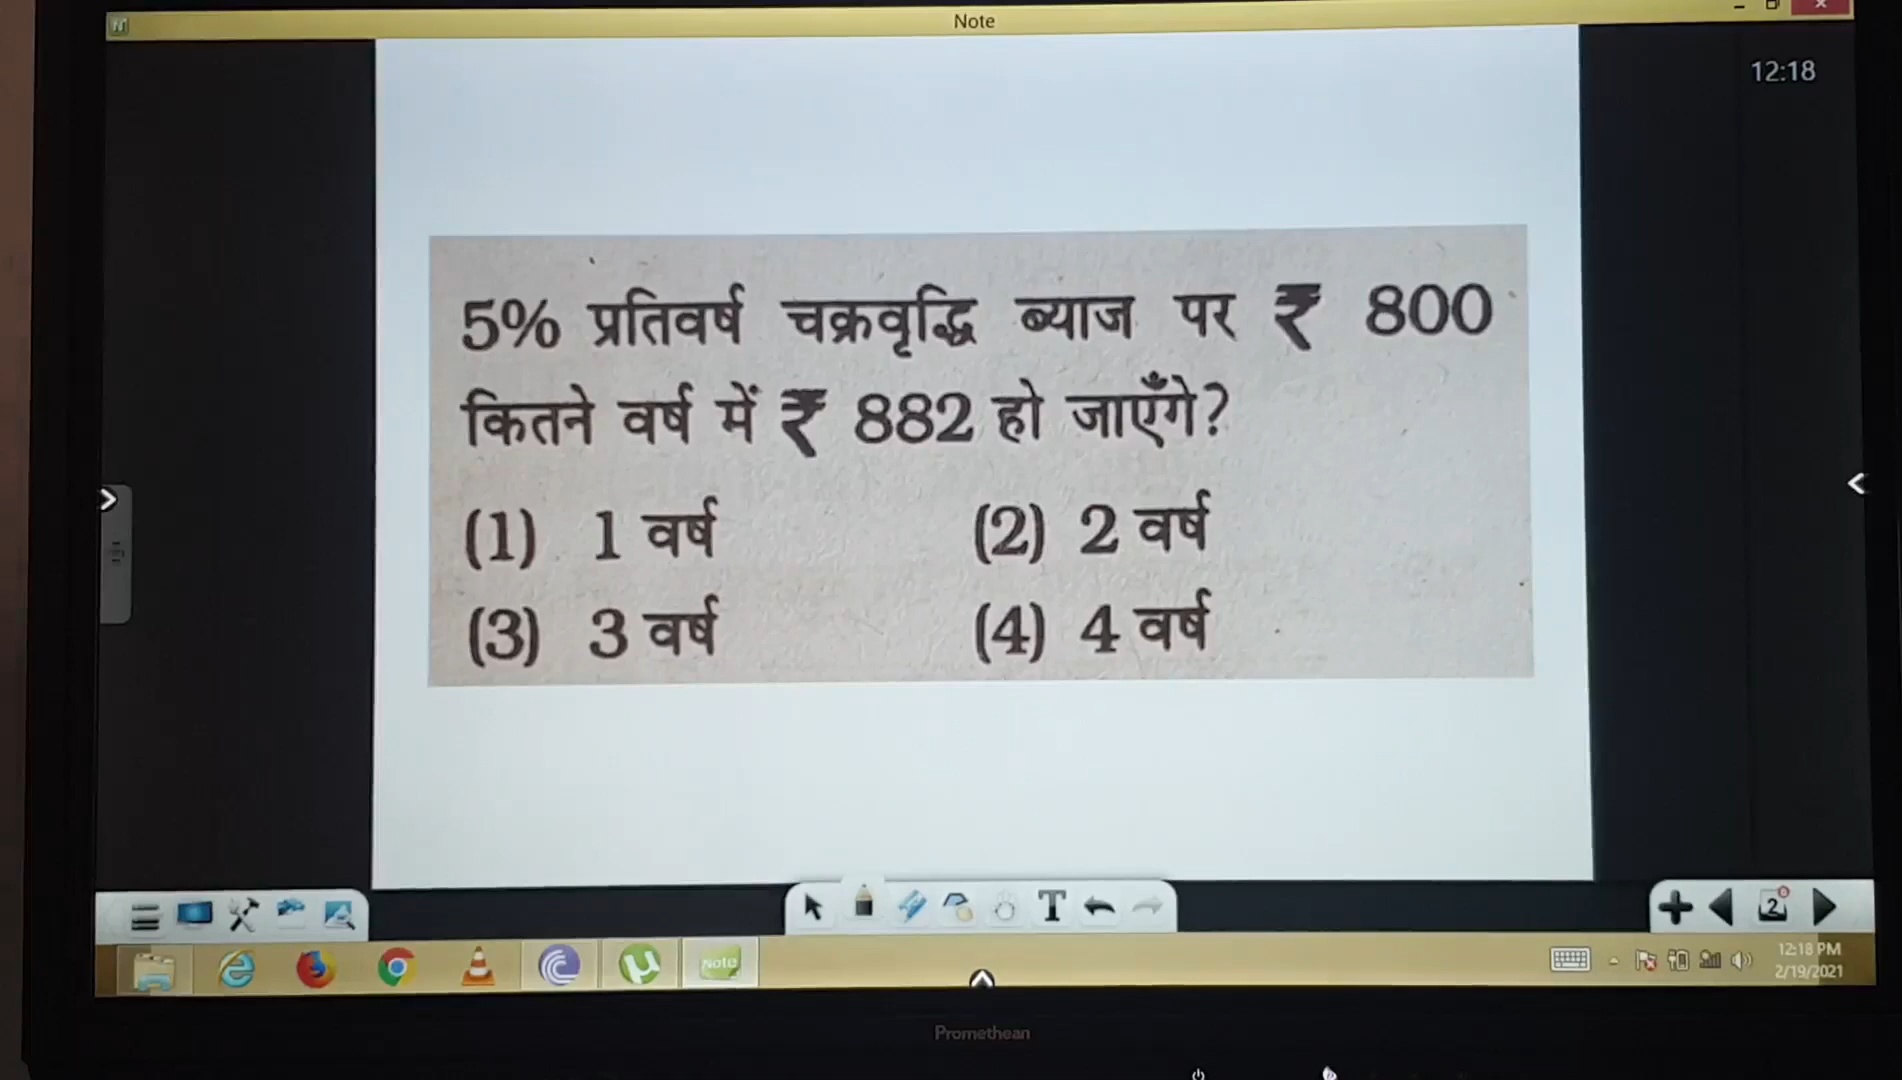 Note
12:18
5% प्रतिवर्ष चक्रवृद्धि ब्याज पर ₹ 800
कितने वर्ष में ₹ 882 हो जाएँगे?
(1) 1 वर्ष (2) 2 वर्ष
(3) 3 वर्ष (4) 4 वर्ष
T
2
Note
12:18 PM
2/19/2021
Promethean